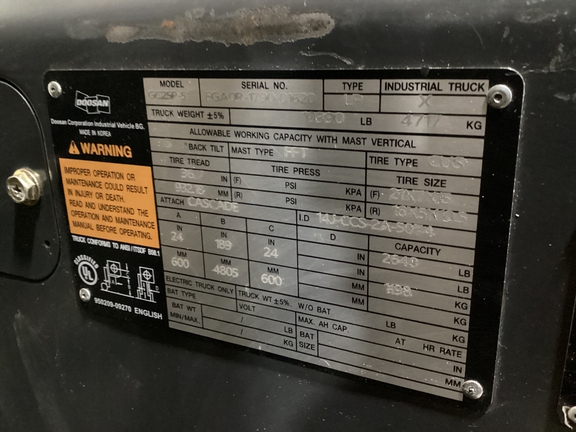 DOOSAN
Doosan Corporation Industrial Vehicle BG.
MADE IN KOREA
WARNING
IMPROPER OPERATION OR
MAINTENANCE COULD RESULT
IN INJURY OR DEATH.
READ AND UNDERSTAND THE
OPERATION AND MAINTENANCE
MANUAL BEFORE OPERATING.
TRUCK CONFORMS TO ANSI/ITSDF B56.1
UL
950209-09270 ENGLISH
MODEL SERIAL NO. TYPE INDUSTRIAL TRUCK
X
TRUCK WEIGHT ±5% LB 4717 KG
ALLOWABLE WORKING CAPACITY WITH MAST VERTICAL
BACK TILT MAST TYPE TIRE TYPE
TIRE TREAD TIRE PRESS TIRE SIZE
(F) PSI KPA (F)
(R) PSI KPA (R)
ATTACH CASCADE I.D
A B C D CAPACITY
IN IN IN IN
24 189 24 LB
MM MM MM MM
600 4805 600 KG
ELECTRIC TRUCK ONLY TRUCK WT ±5% W/O BAT LB KG
BAT TYPE VOLT MAX. AH CAP. AT HR RATE
BAT WT MIN/MAX. / LB BAT SIZE IN
/ KG MM